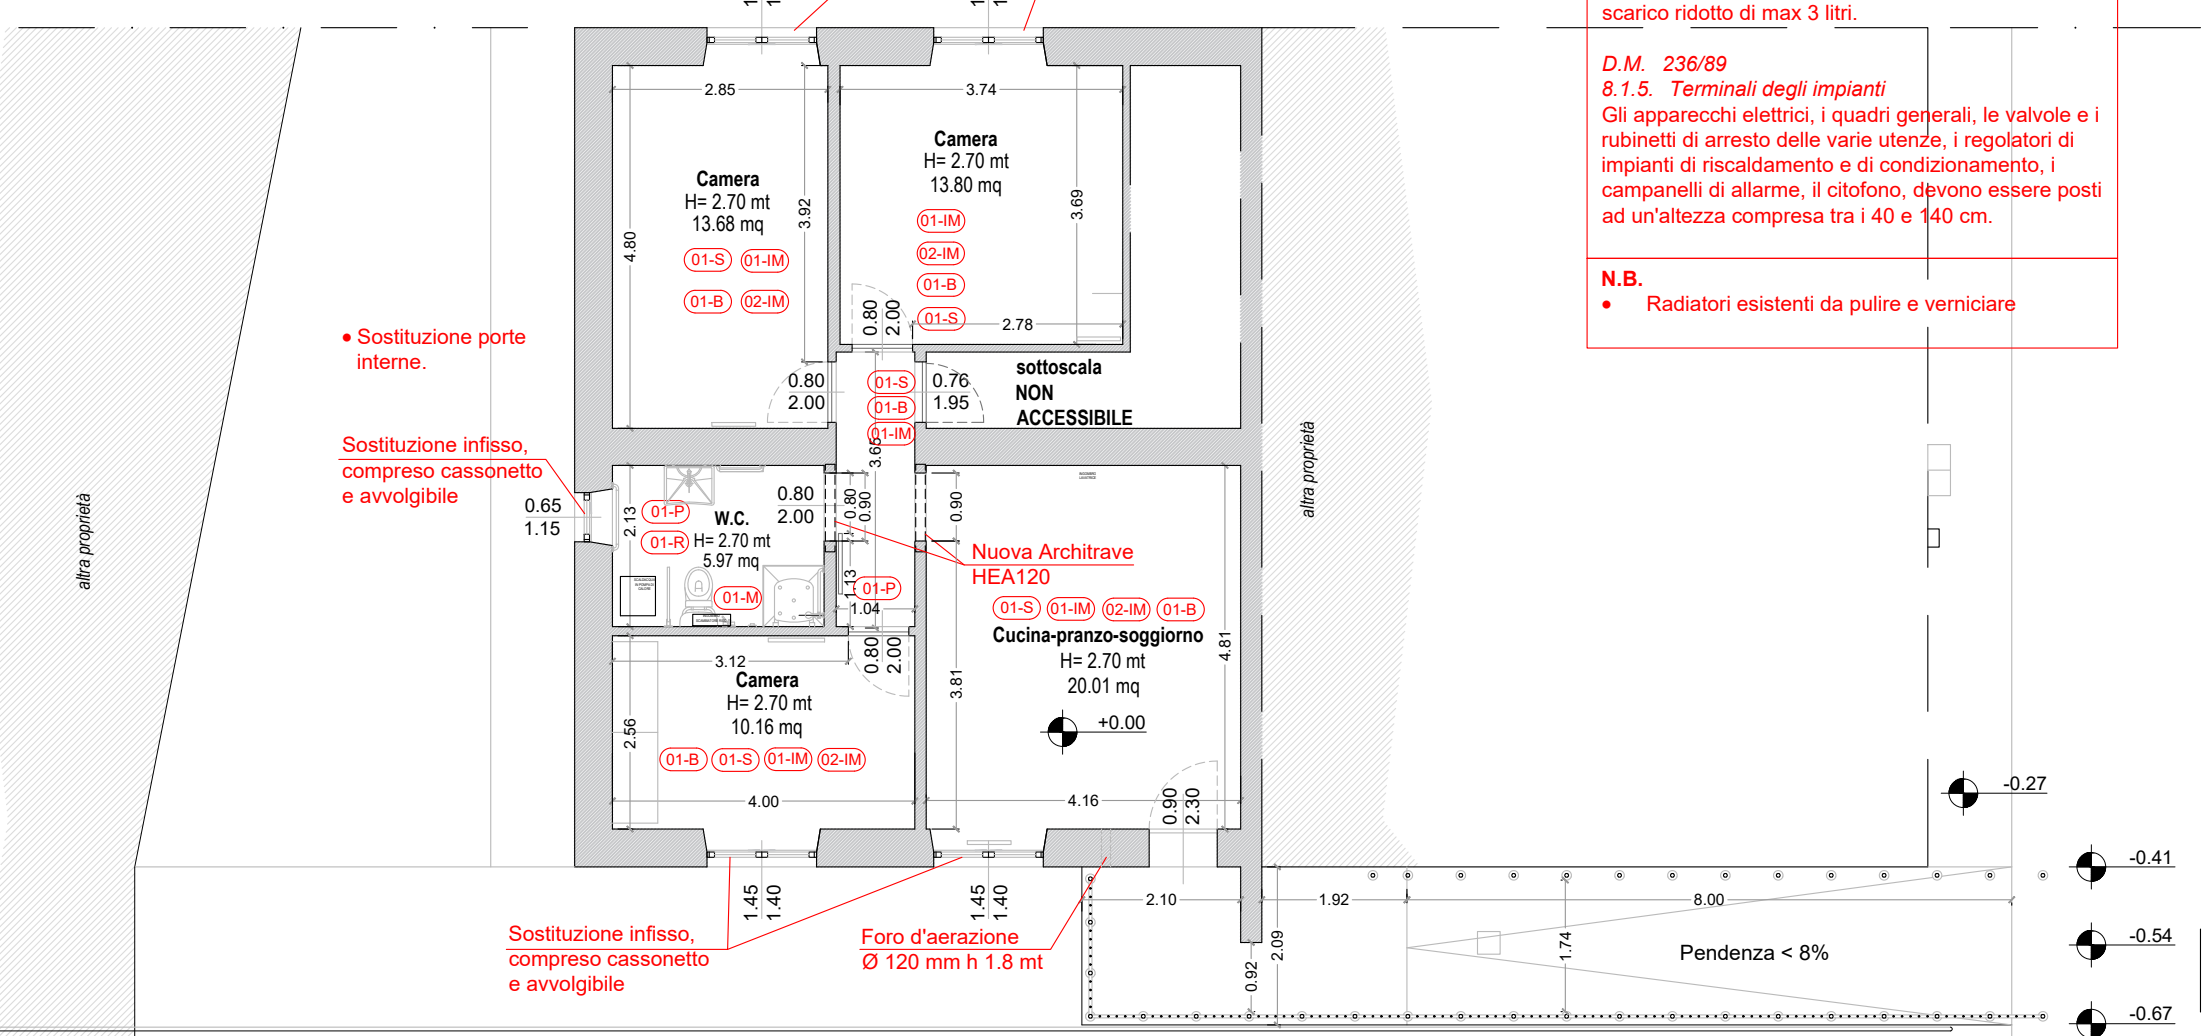 scarico ridotto di max 3 litri.
D.M. 236/89
8.1.5. Terminali degli impianti
Gli apparecchi elettrici, i quadri generali, le valvole e i
rubinetti di arresto delle varie utenze, i regolatori di
impianti di riscaldamento e di condizionamento, i
campanelli di allarme, il citofono, devono essere posti
ad un'altezza compresa tra i 40 e 140 cm.
N.B.
• Radiatori esistenti da pulire e verniciare
2.85
3.74
Camera
H= 2.70 mt
13.68 mq
4.80
3.92
01-S 01-IM
01-B 02-IM
Camera
H= 2.70 mt
13.80 mq
3.69
01-IM
02-IM
01-B
01-S
2.78
0.80
2.00
• Sostituzione porte
interne.
0.80
2.00
01-S
01-B
01-IM
3.65
0.76
1.95
sottoscala
NON
ACCESSIBILE
Sostituzione infisso,
compreso cassonetto
e avvolgibile
0.65
1.15
altra proprietà
altra proprietà
2.13
01-P
01-R
W.C.
H= 2.70 mt
5.97 mq
01-M
0.80
2.00
0.80
0.90
0.90
1.13
01-P
1.04
Nuova Architrave
HEA120
01-S 01-IM 02-IM 01-B
Cucina-pranzo-soggiorno
H= 2.70 mt
20.01 mq
+0.00
4.81
3.81
4.16
0.90
2.30
3.12
0.80
2.00
Camera
H= 2.70 mt
10.16 mq
2.56
01-B 01-S 01-IM 02-IM
4.00
1.45
1.40
1.45
1.40
Sostituzione infisso,
compreso cassonetto
e avvolgibile
Foro d'aerazione
Ø 120 mm h 1.8 mt
2.10
1.92
8.00
0.92
2.09
1.74
Pendenza < 8%
-0.27
-0.41
-0.54
-0.67